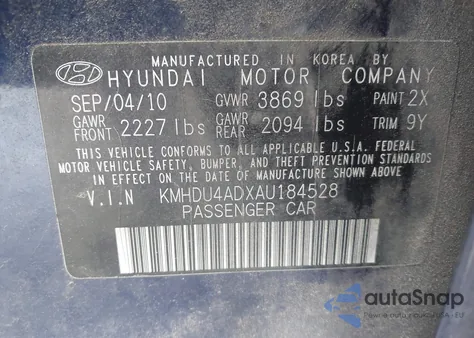 MANUFACTURED IN KOREA BY
HYUNDAI MOTOR COMPANY
SEP/04/10 GVWR 3869 lbs PAINT 2X
GAWR FRONT 2227 lbs GAWR REAR 2094 lbs TRIM 9Y
THIS VEHICLE CONFORMS TO ALL APPLICABLE U.S.A. FEDERAL
MOTOR VEHICLE SAFETY, BUMPER, AND THEFT PREVENTION STANDARDS
IN EFFECT ON THE DATE OF MANUFACTURE SHOWN ABOVE.
V.I.N KMHDU4ADXAU184528
PASSENGER CAR
autoSnap